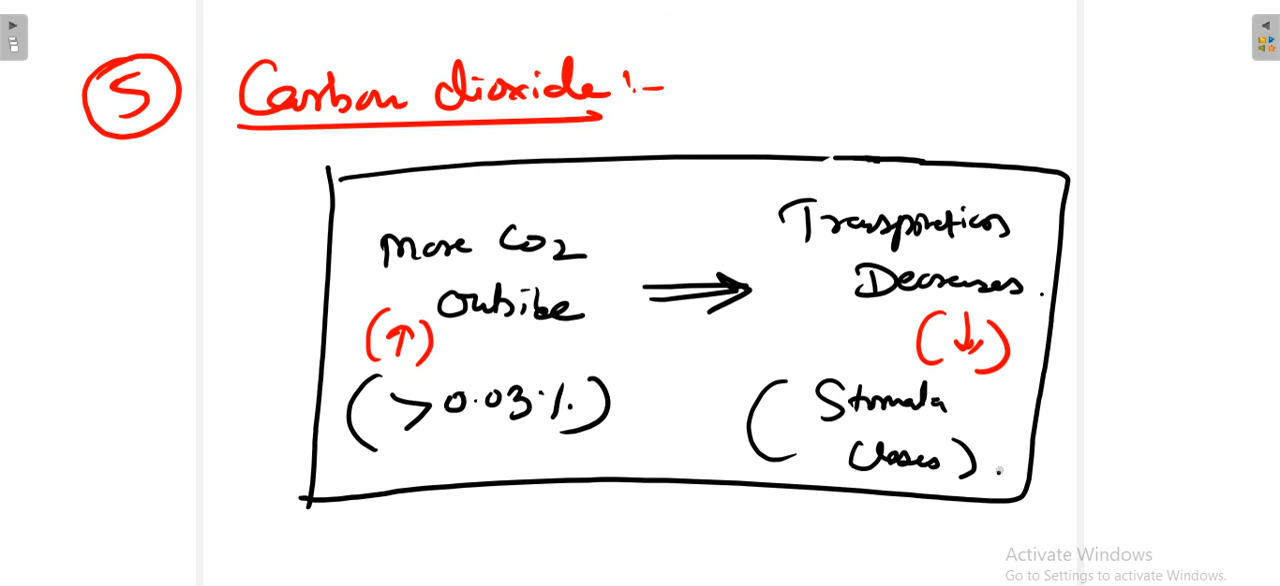 5 Carbon dioxide :-
More CO2 outside
(↑)
(> 0.03%)
⟹
Transpiration
Decreases.
(↓)
(Stomata
closes).
Activate Windows
Go to Settings to activate Windows.